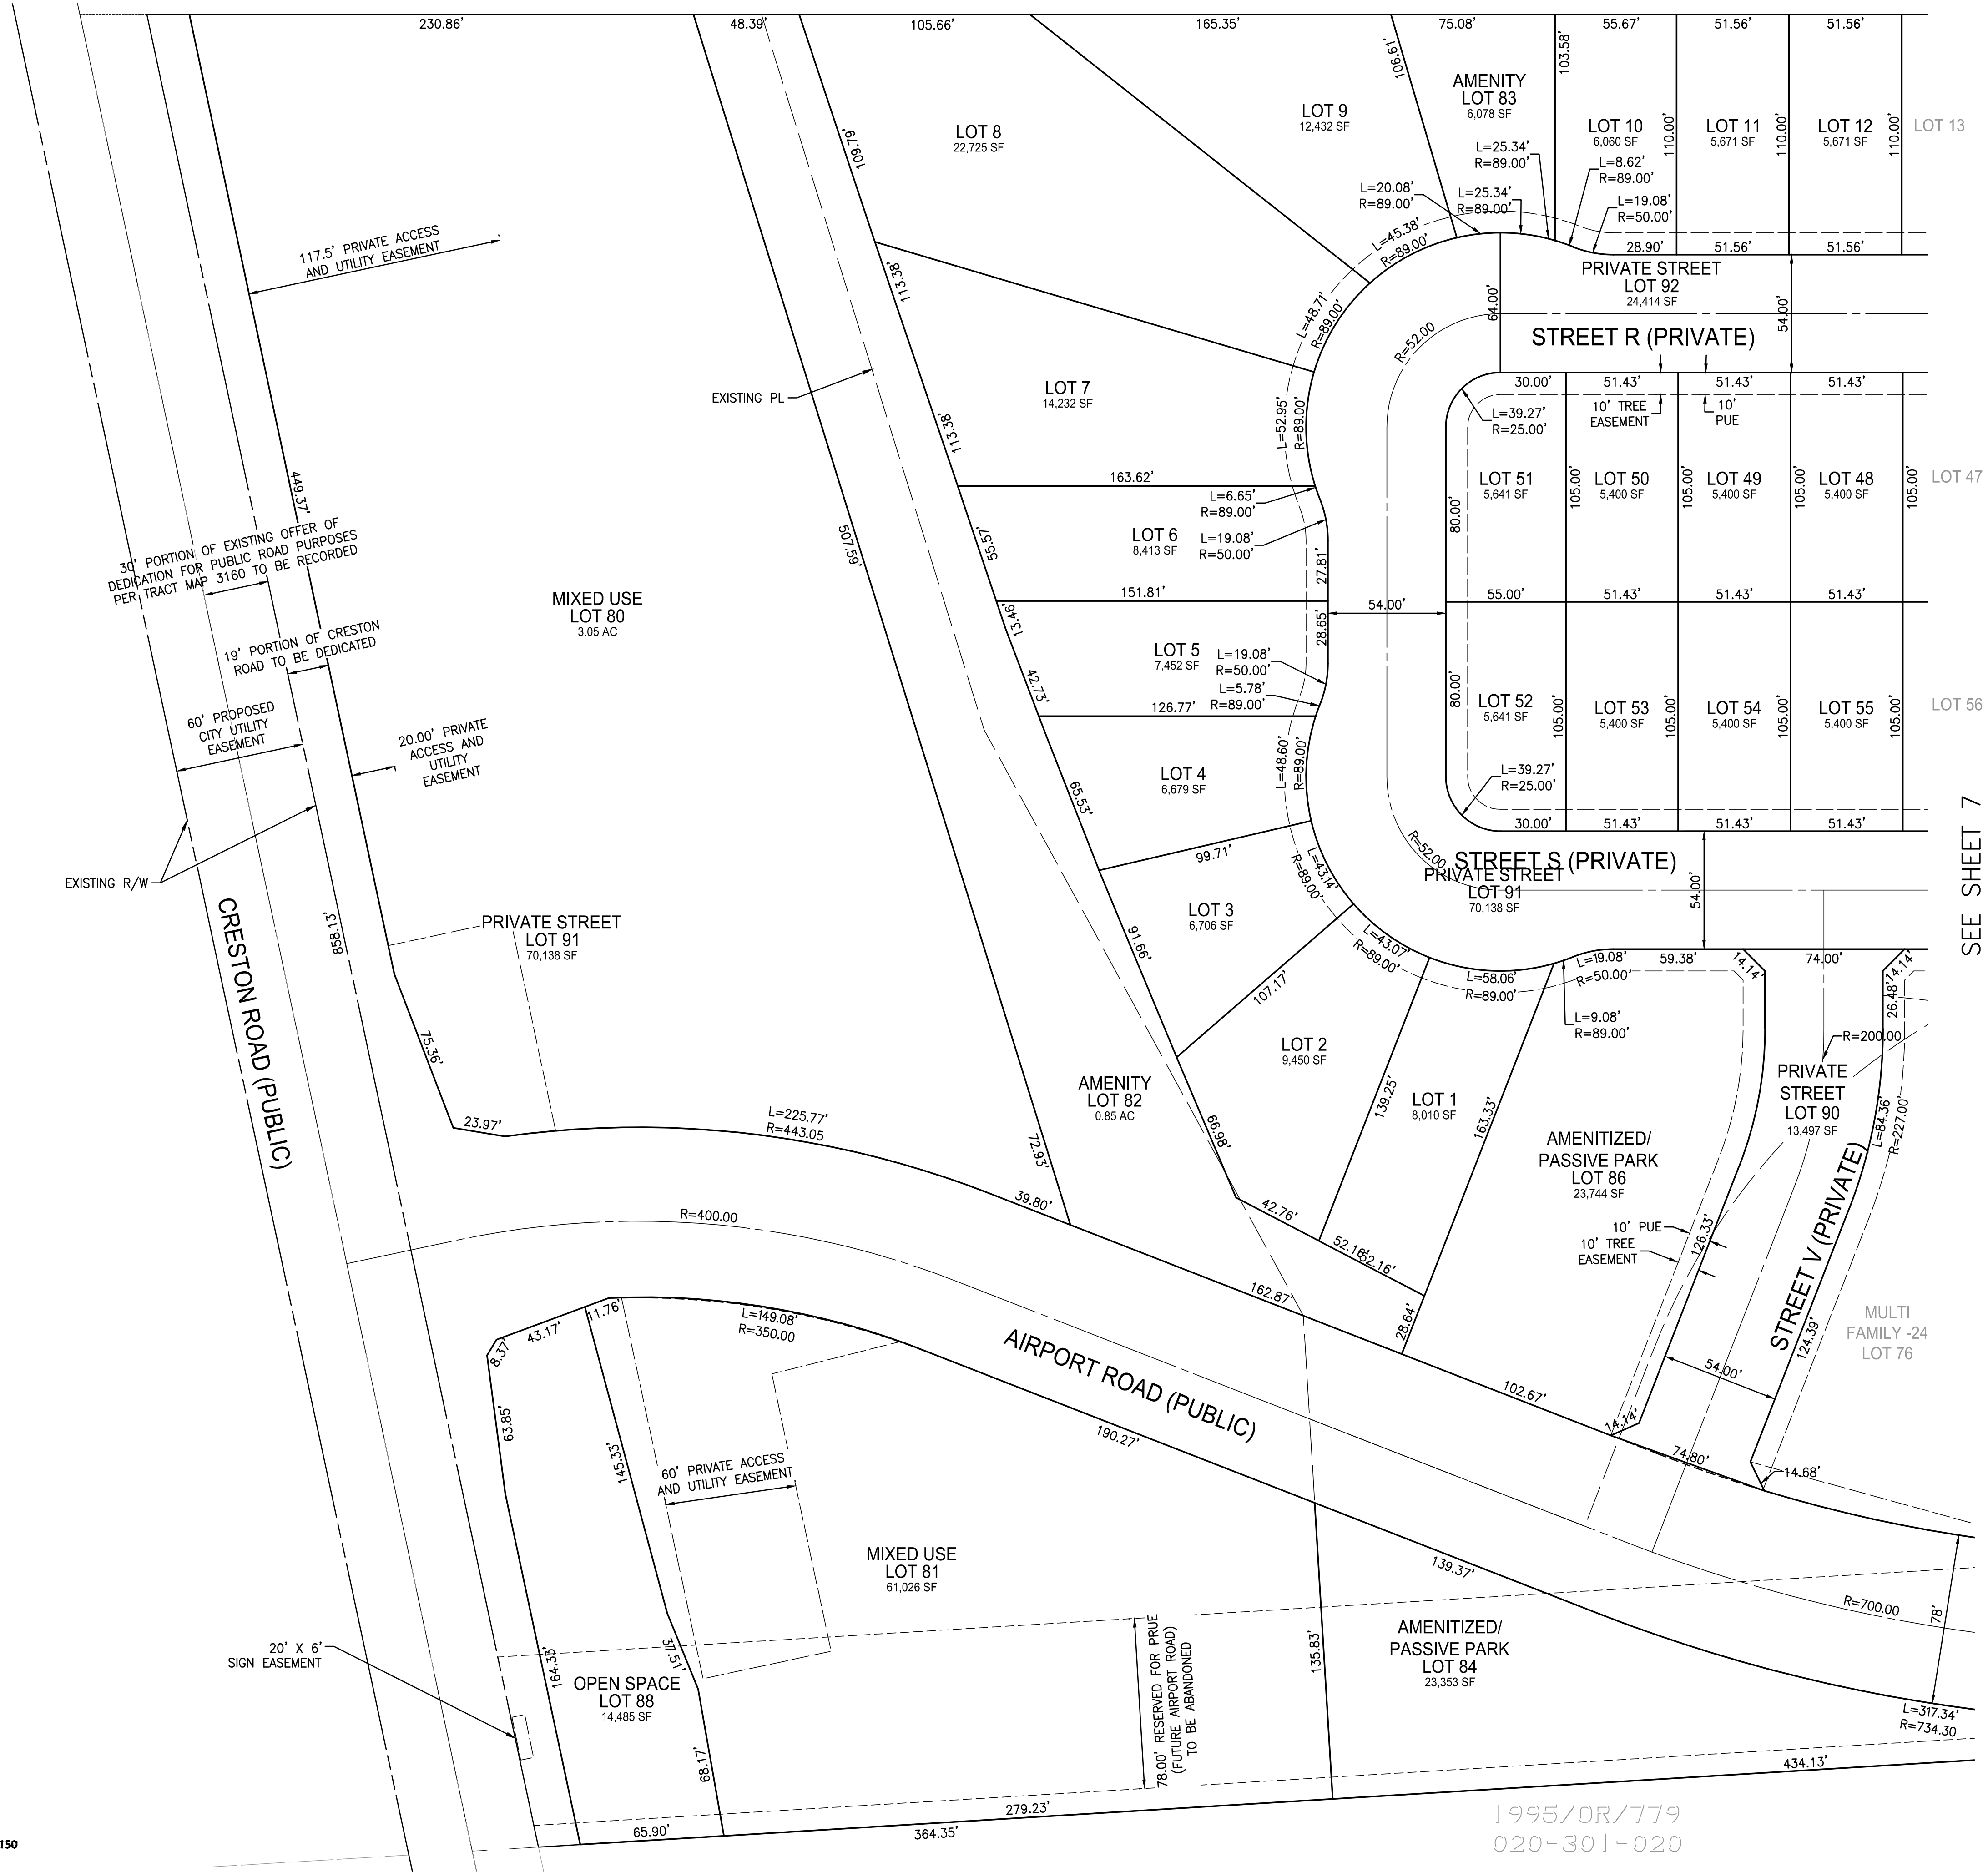 230.86'
48.39'
105.66'
165.35'
75.08'
55.67'
51.56'
51.56'
106.61'
103.58'
AMENITY
LOT 83
6,078 SF
LOT 9
12,432 SF
LOT 8
22,725 SF
LOT 10
6,060 SF
LOT 11
5,671 SF
LOT 12
5,671 SF
LOT 13
110.00'
110.00'
110.00'
109.79'
L=25.34'
R=89.00'
L=8.62'
R=89.00'
L=20.08'
R=89.00'
L=25.34'
R=89.00'
L=19.08'
R=50.00'
28.90'
51.56'
51.56'
L=45.38'
R=89.00'
117.5' PRIVATE ACCESS
AND UTILITY EASEMENT
113.38'
PRIVATE STREET
LOT 92
24,414 SF
64.00'
54.00'
L=48.71'
R=89.00'
R=52.00
STREET R (PRIVATE)
EXISTING PL
LOT 7
14,232 SF
30.00'
51.43'
51.43'
51.43'
10' TREE
EASEMENT
10'
PUE
L=39.27'
R=25.00'
L=52.95'
R=89.00'
113.38'
163.62'
449.37'
L=6.65'
R=89.00'
LOT 51
5,641 SF
LOT 50
5,400 SF
LOT 49
5,400 SF
LOT 48
5,400 SF
LOT 47
105.00'
105.00'
105.00'
105.00'
80.00'
30' PORTION OF EXISTING OFFER OF
DEDICATION FOR PUBLIC ROAD PURPOSES
PER TRACT MAP 3160 TO BE RECORDED
507.59'
55.57'
LOT 6
8,413 SF
L=19.08'
R=50.00'
27.81'
MIXED USE
LOT 80
3.05 AC
151.81'
54.00'
55.00'
51.43'
51.43'
51.43'
13.46'
28.65'
19' PORTION OF CRESTON
ROAD TO BE DEDICATED
LOT 5
7,452 SF
L=19.08'
R=50.00'
L=5.78'
R=89.00'
42.73'
126.77'
80.00'
LOT 52
5,641 SF
LOT 53
5,400 SF
LOT 54
5,400 SF
LOT 55
5,400 SF
LOT 56
105.00'
105.00'
105.00'
105.00'
60' PROPOSED
CITY UTILITY
EASEMENT
20.00' PRIVATE
ACCESS AND
UTILITY
EASEMENT
LOT 4
6,679 SF
L=48.60'
R=89.00'
65.53'
L=39.27'
R=25.00'
30.00'
51.43'
51.43'
51.43'
SEE SHEET 7
EXISTING R/W
99.71'
L=43.14'
R=89.00'
R=52.00
STREET S (PRIVATE)
PRIVATE STREET
LOT 91
70,138 SF
54.00'
CRESTON ROAD (PUBLIC)
858.13'
PRIVATE STREET
LOT 91
70,138 SF
LOT 3
6,706 SF
91.66'
L=43.07'
R=89.00'
L=58.06'
R=89.00'
L=19.08'
R=50.00'
59.38'
14.14'
74.00'
14.14'
26.48'
107.17'
L=9.08'
R=89.00'
R=200.00
75.36'
LOT 2
9,450 SF
AMENITY
LOT 82
0.85 AC
139.25'
LOT 1
8,010 SF
163.33'
PRIVATE
STREET
LOT 90
13,497 SF
L=84.36'
R=227.00'
23.97'
L=225.77'
R=443.05
72.93'
66.98'
AMENITIZED/
PASSIVE PARK
LOT 86
23,744 SF
39.80'
R=400.00
42.76'
52.16'
52.16'
10' PUE
10' TREE
EASEMENT
126.33'
STREET V (PRIVATE)
124.39'
MULTI
FAMILY -24
LOT 76
162.87'
28.64'
54.00'
11.76'
43.17'
8.37'
L=149.08'
R=350.00
AIRPORT ROAD (PUBLIC)
102.67'
14.14'
74.80'
14.68'
63.85'
145.33'
190.27'
60' PRIVATE ACCESS
AND UTILITY EASEMENT
MIXED USE
LOT 81
61,026 SF
139.37'
R=700.00
78'
20' X 6'
SIGN EASEMENT
164.35'
37.51'
OPEN SPACE
LOT 88
14,485 SF
78.00' RESERVED FOR PRUE
(FUTURE AIRPORT ROAD)
TO BE ABANDONED
135.83'
AMENITIZED/
PASSIVE PARK
LOT 84
23,353 SF
L=317.34'
R=734.30
68.17'
434.13'
279.23'
65.90'
364.35'
1995/OR/779
020-301-020
150